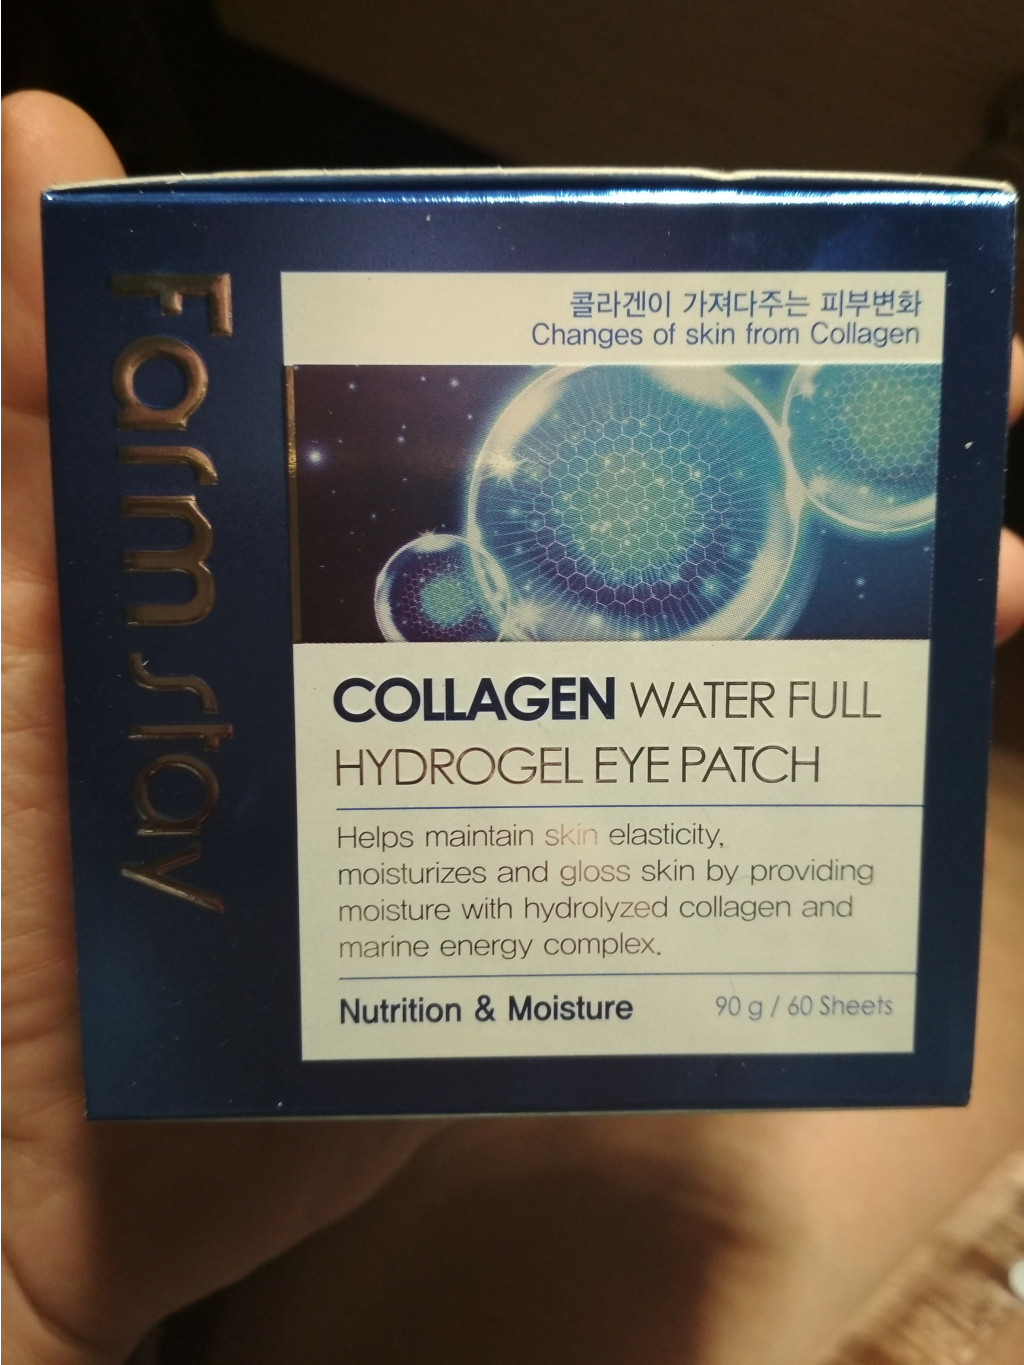 Farm stay
콜라겐이 가져다주는 피부변화
Changes of skin from Collagen
COLLAGEN WATER FULL
HYDROGEL EYE PATCH
Helps maintain skin elasticity,
moisturizes and gloss skin by providing
moisture with hydrolyzed collagen and
marine energy complex.
Nutrition & Moisture
90 g / 60 Sheets